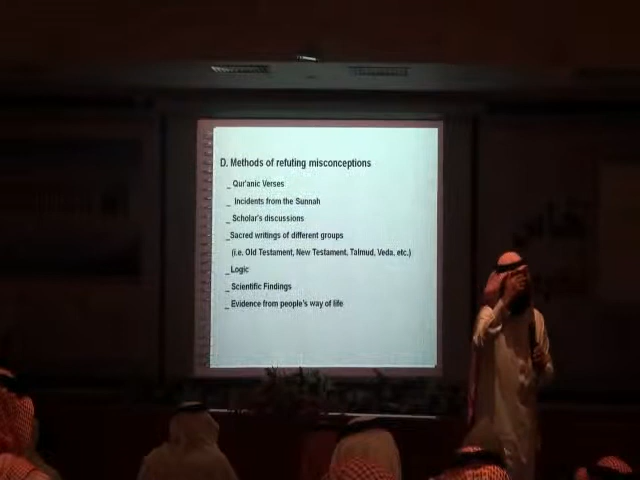 D. Methods of refuting misconceptions
_ Qur'anic Verses
_ Incidents from the Sunnah
_ Scholar's discussions
_Sacred writings of different groups
(i.e. Old Testament, New Testament, Talmud, Veda, etc.)
_Logic
_ Scientific Findings
_ Evidence from people's way of life